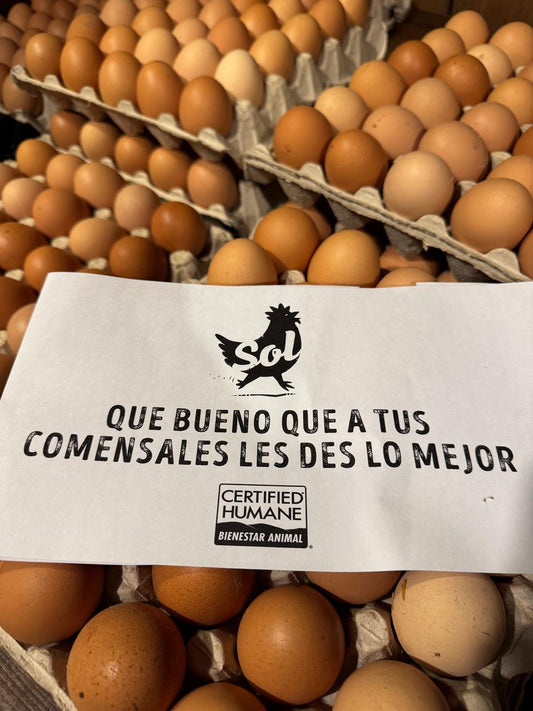 Sol
QUE BUENO QUE A TUS
COMENSALES LES DES LO MEJOR
CERTIFIED®
HUMANE
BIENESTAR ANIMAL
®